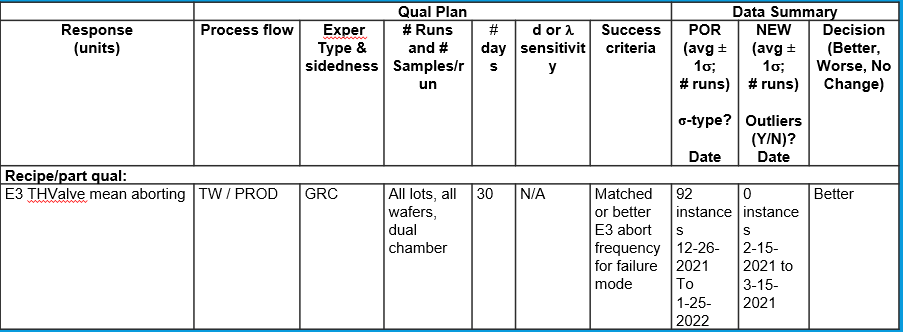 Qual Plan
Data Summary
Response
(units)
Process flow
Exper
Type &
sidedness
# Runs
and #
Samples/r
un
#
day
s
d or λ
sensitivit
y
Success
criteria
POR
(avg ±
1σ;
# runs)
σ-type?
Date
NEW
(avg ±
1σ;
# runs)
Outliers
(Y/N)?
Date
Decision
(Better,
Worse, No
Change)
Recipe/part qual:
E3 THValve mean aborting
TW / PROD
GRC
All lots, all
wafers,
dual
chamber
30
N/A
Matched
or better
E3 abort
frequency
for failure
mode
92
instance
s
12-26-
2021
To
1-25-
2022
0
instance
s
2-15-
2021 to
3-15-
2021
Better